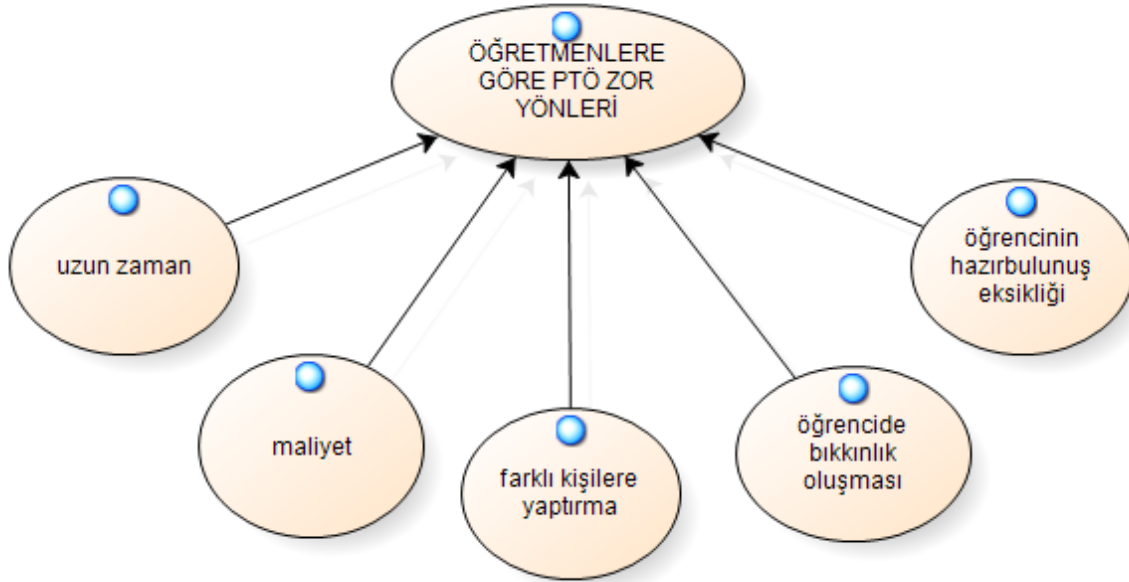 ÖĞRETMENLERE
GÖRE PTÖ ZOR
YÖNLERİ
uzun zaman
maliyet
farklı kişilere
yaptırma
öğrencide
bıkkınlık
oluşması
öğrencinin
hazırbulunuş
eksikliği